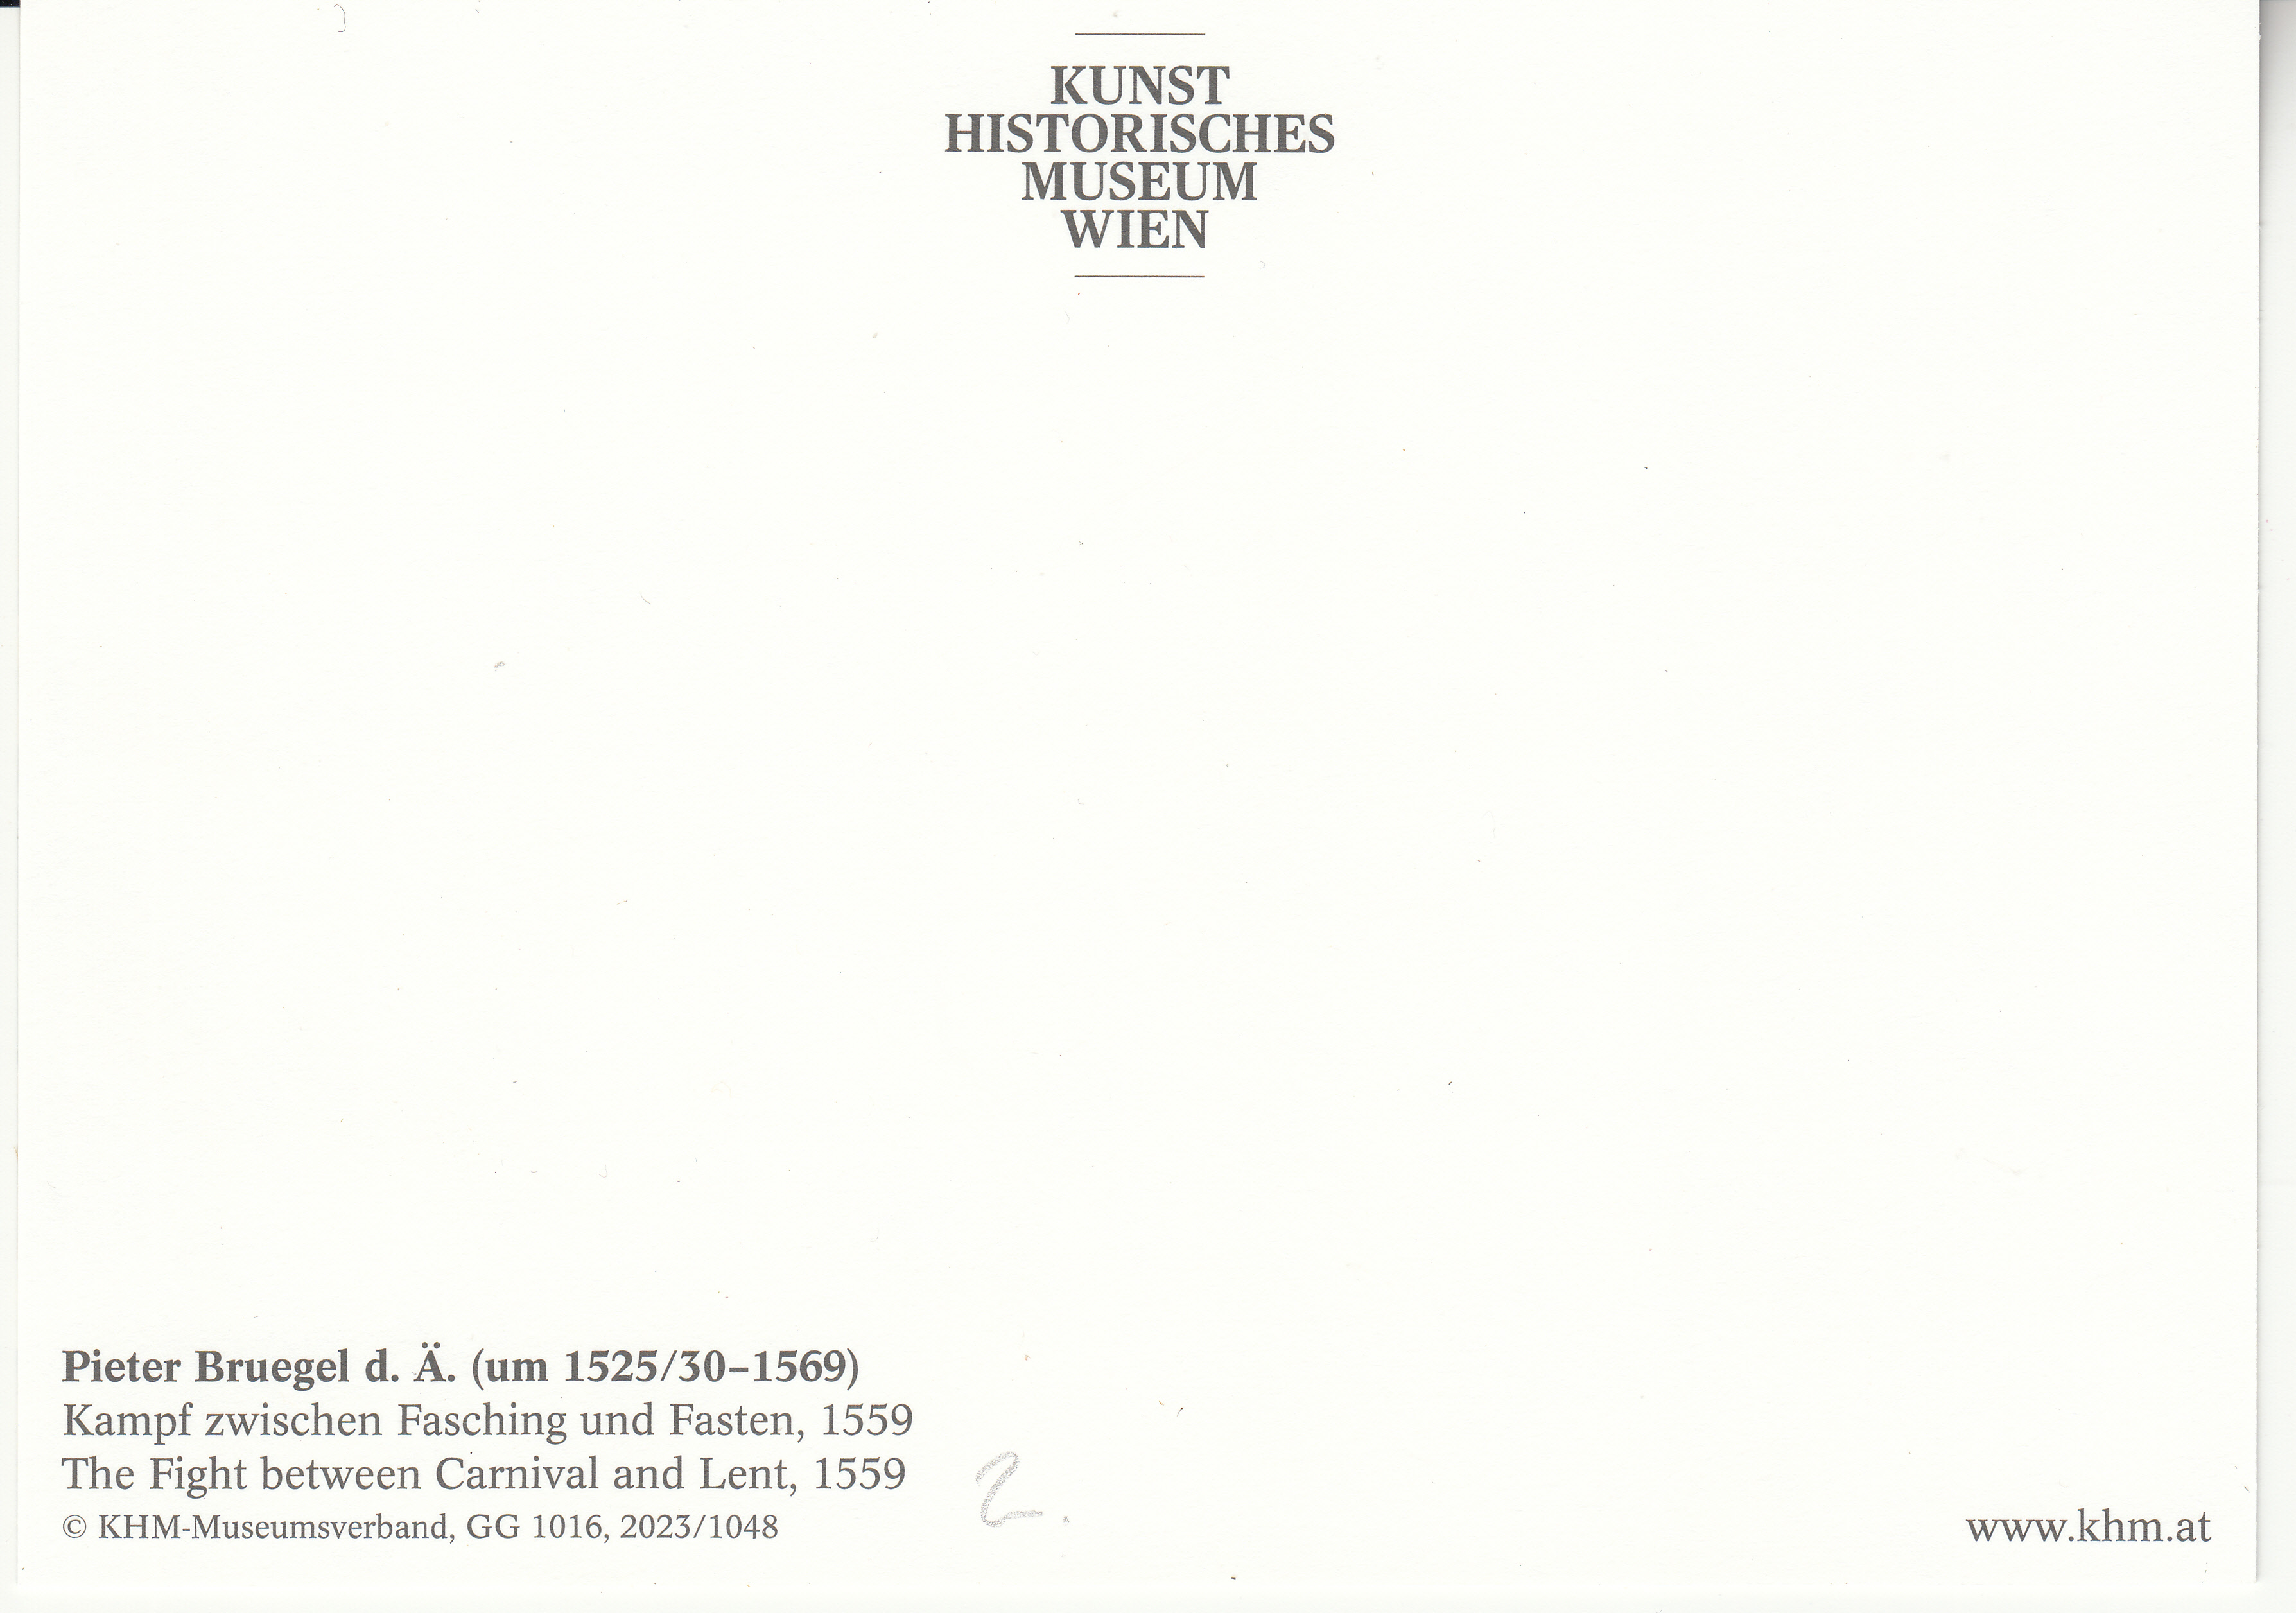 KUNST
HISTORISCHES
MUSEUM
WIEN
Pieter Bruegel d. Ä. (um 1525/30–1569)
Kampf zwischen Fasching und Fasten, 1559
The Fight between Carnival and Lent, 1559
© KHM-Museumsverband, GG 1016, 2023/1048
2.
www.khm.at